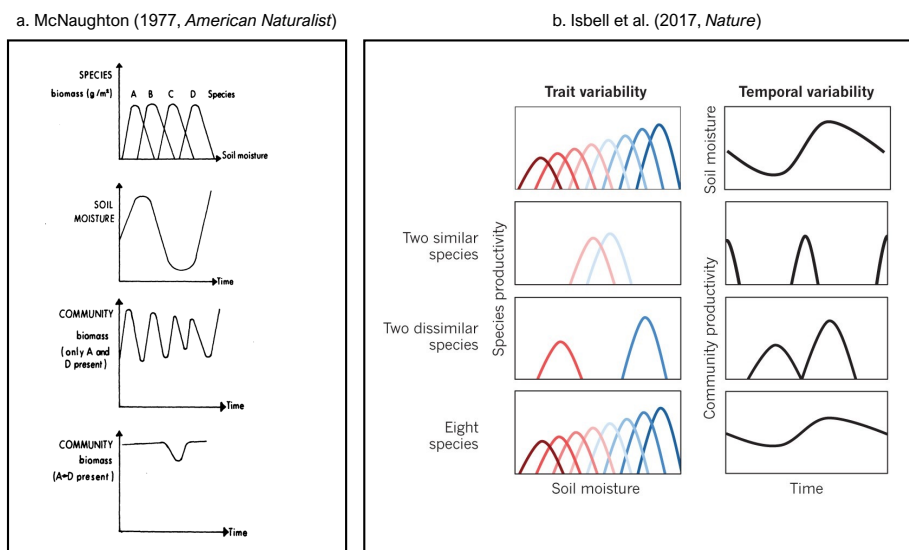 a. McNaughton (1977, American Naturalist)
SPECIES
biomass (g/m²)
A B C D Species
Soil moisture
SOIL
MOISTURE
Time
COMMUNITY
biomass
(only A and
D present)
Time
COMMUNITY
biomass
(A↔D present)
Time
b. Isbell et al. (2017, Nature)
Trait variability
Temporal variability
Soil moisture
Two similar
species
Two dissimilar
species
Eight
species
Species productivity
Community productivity
Soil moisture
Time